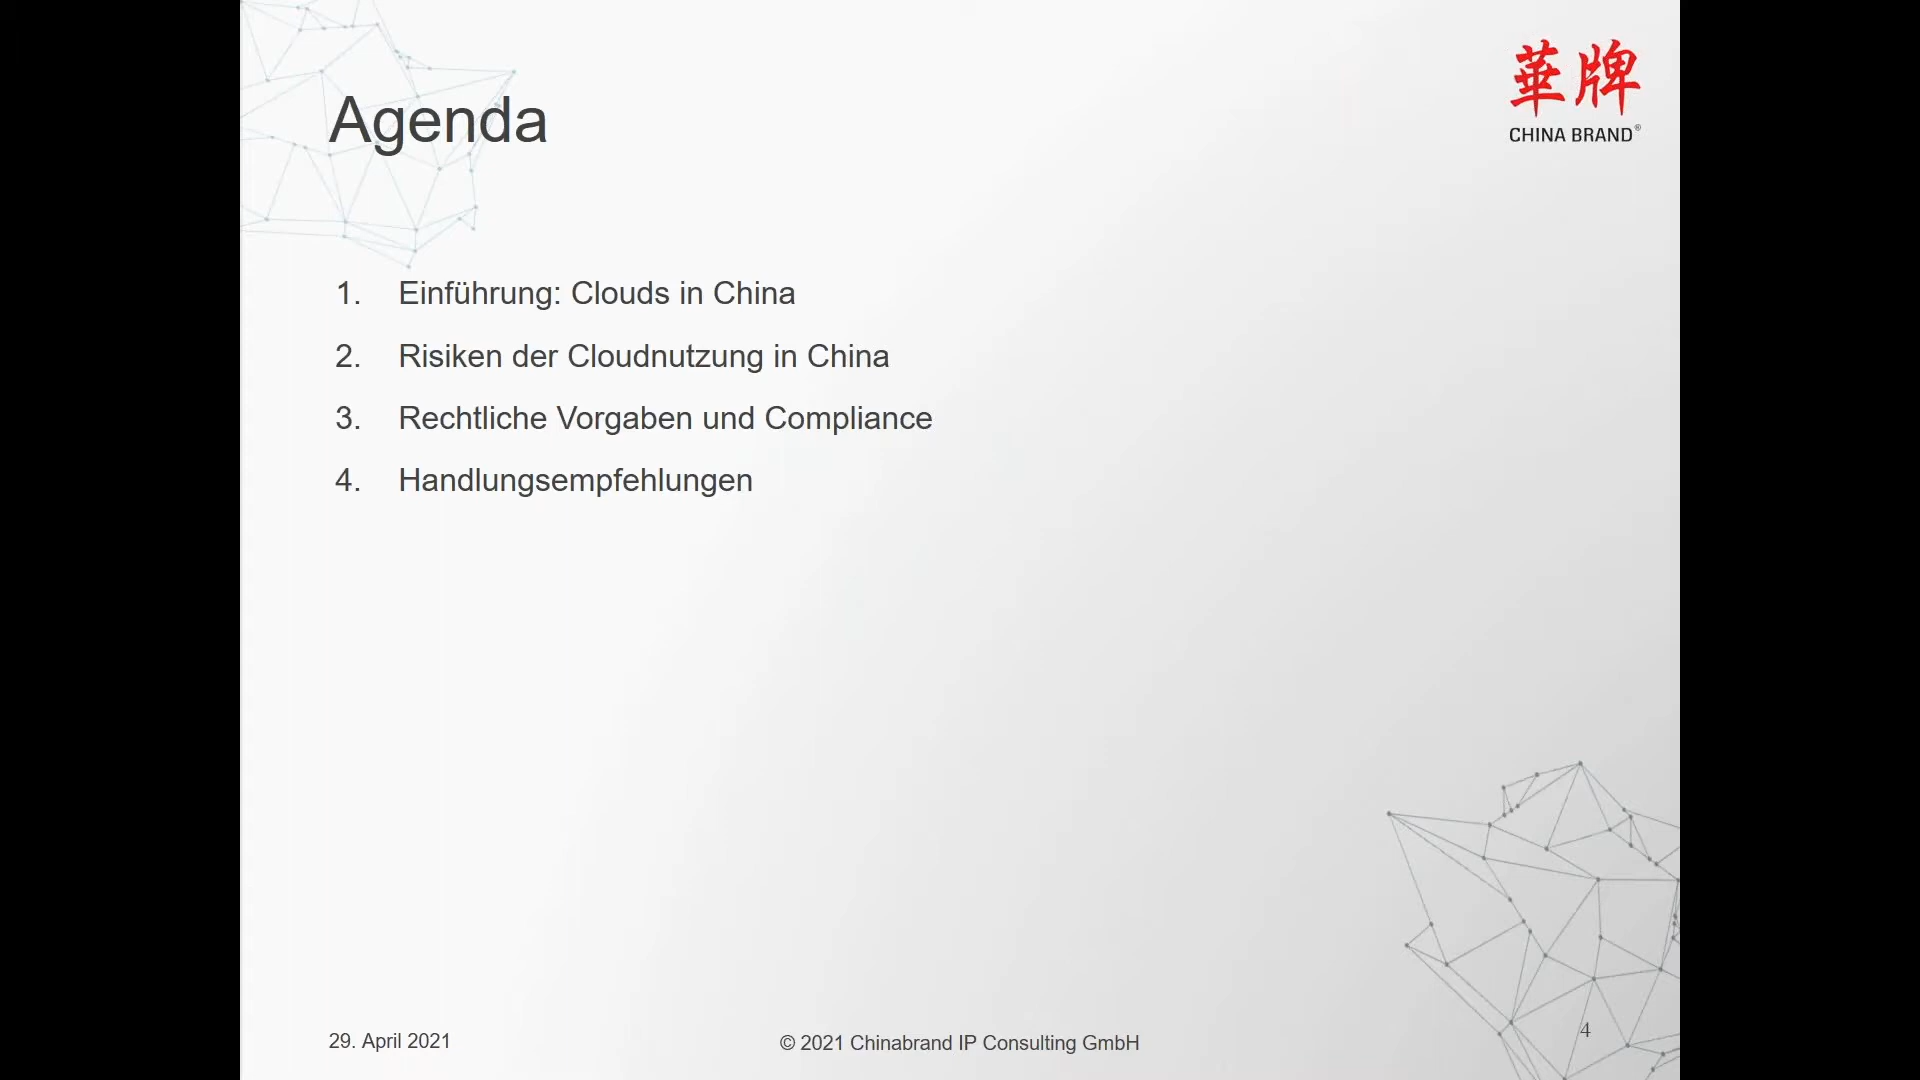 華牌
CHINA BRAND®
Agenda
1. Einführung: Clouds in China
2. Risiken der Cloudnutzung in China
3. Rechtliche Vorgaben und Compliance
4. Handlungsempfehlungen
29. April 2021
© 2021 Chinabrand IP Consulting GmbH
4